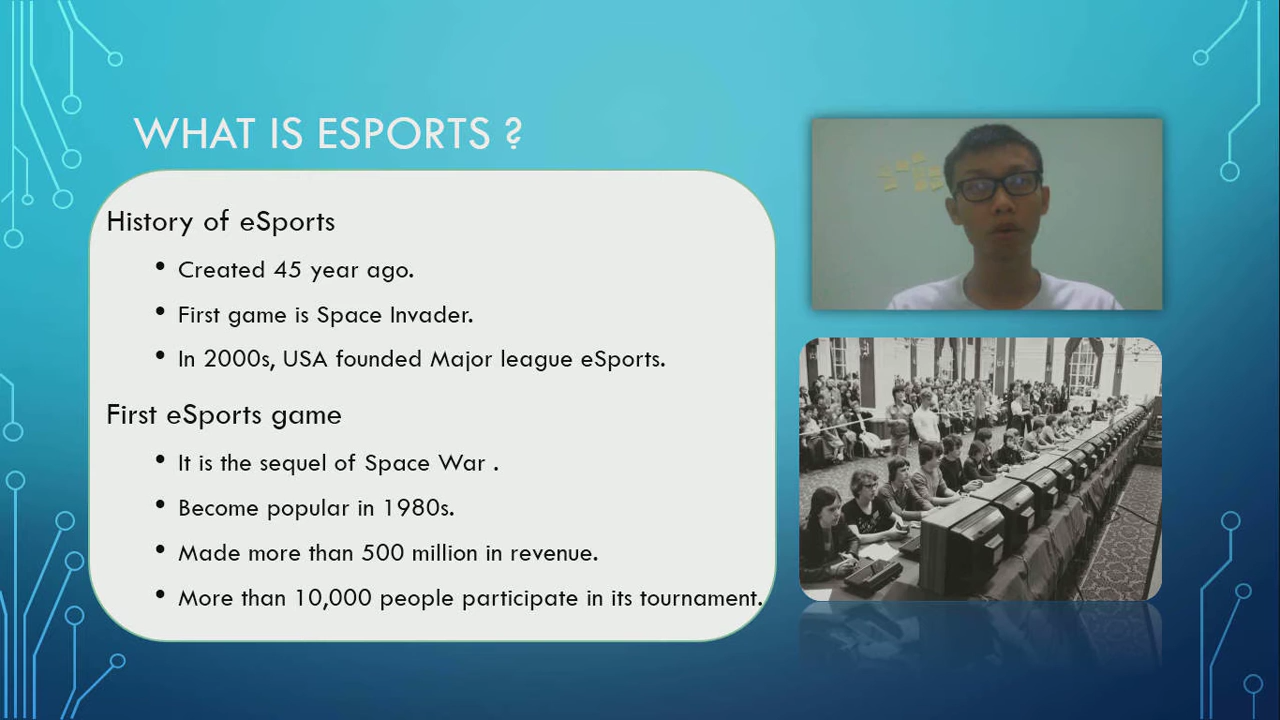 WHAT IS ESPORTS ?
History of eSports
• Created 45 year ago.
• First game is Space Invader.
• In 2000s, USA founded Major league eSports.
First eSports game
• It is the sequel of Space War .
• Become popular in 1980s.
• Made more than 500 million in revenue.
• More than 10,000 people participate in its tournament.